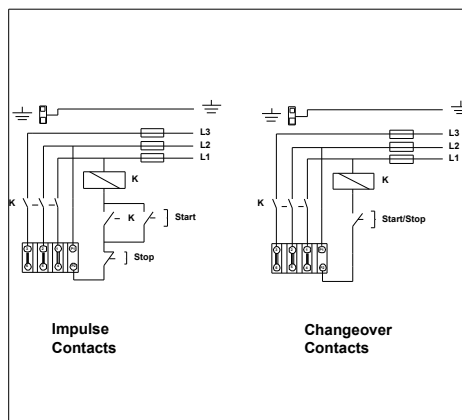 L3
L2
L1
K
K
K
Start
Stop
Impulse
Contacts
L3
L2
L1
K
K
Start/Stop
Changeover
Contacts